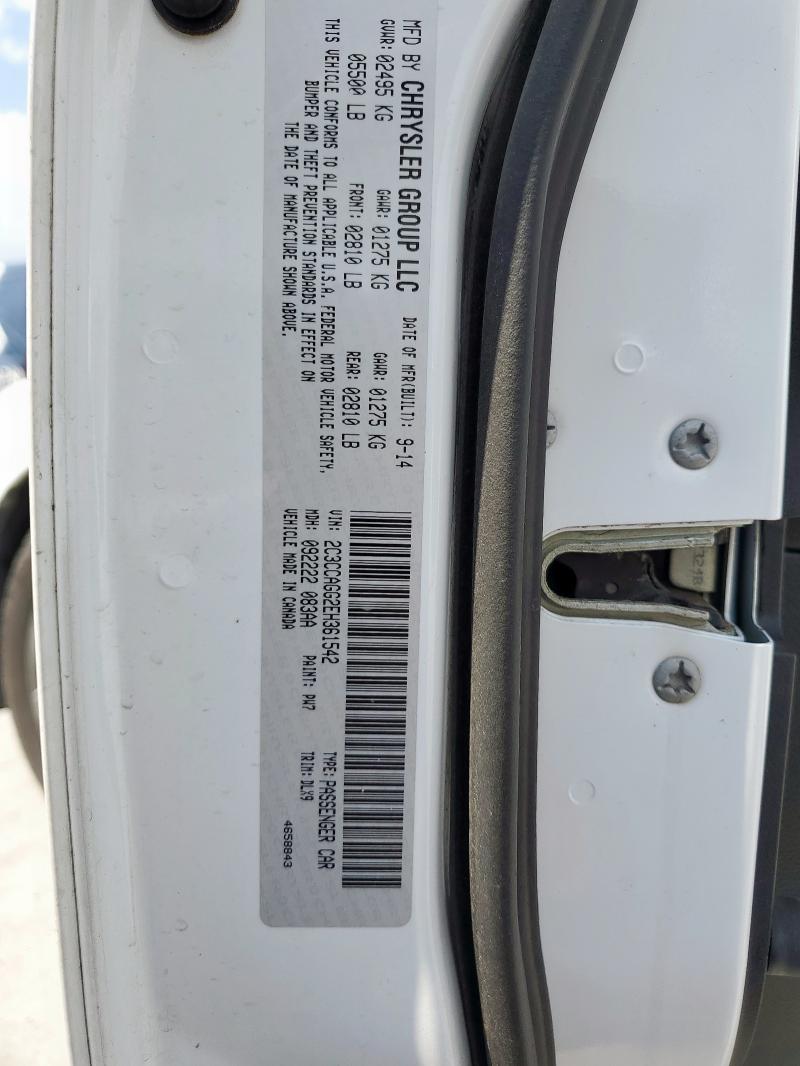 MFD BY CHRYSLER GROUP LLC DATE OF MFR(BUILT): 9-14
GVWR: 02495 KG GAWR: 01275 KG GAWR: 01275 KG
05500 LB FRONT: 02810 LB REAR: 02810 LB
THIS VEHICLE CONFORMS TO ALL APPLICABLE U.S.A. FEDERAL MOTOR VEHICLE SAFETY,
BUMPER AND THEFT PREVENTION STANDARDS IN EFFECT ON
THE DATE OF MANUFACTURE SHOWN ABOVE.
VIN: 2C3CCAGG2EH361542 TYPE: PASSENGER CAR
MDH: 092222 083AA PAINT: PW7 TRIM: DLX9
VEHICLE MADE IN CANADA 4658843